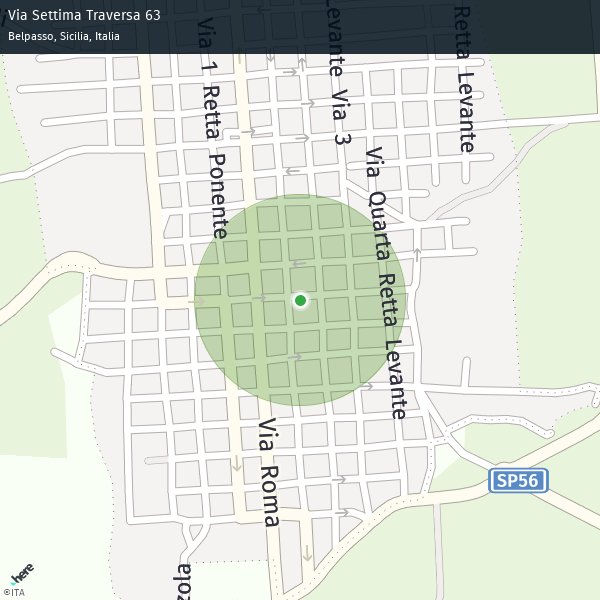 Via Settima Traversa 63
Belpasso, Sicilia, Italia
Via 1 Retta Ponente
Levante Via 3
Retta Levante
Via Quarta Retta Levante
Via Roma
SP56
zola
here
©ITA